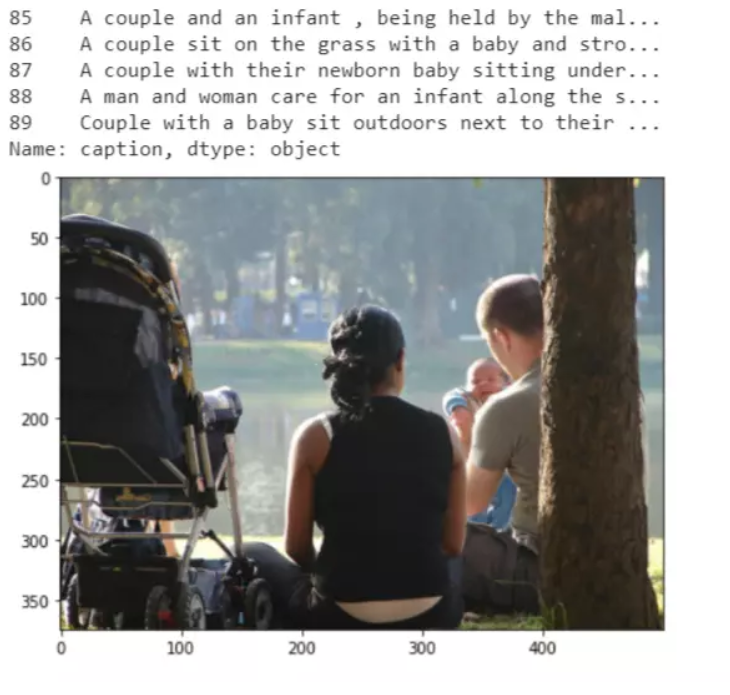 85 A couple and an infant , being held by the mal...
86 A couple sit on the grass with a baby and stro...
87 A couple with their newborn baby sitting under...
88 A man and woman care for an infant along the s...
89 Couple with a baby sit outdoors next to their ...
Name: caption, dtype: object
0
50
100
150
200
250
300
350
0 100 200 300 400